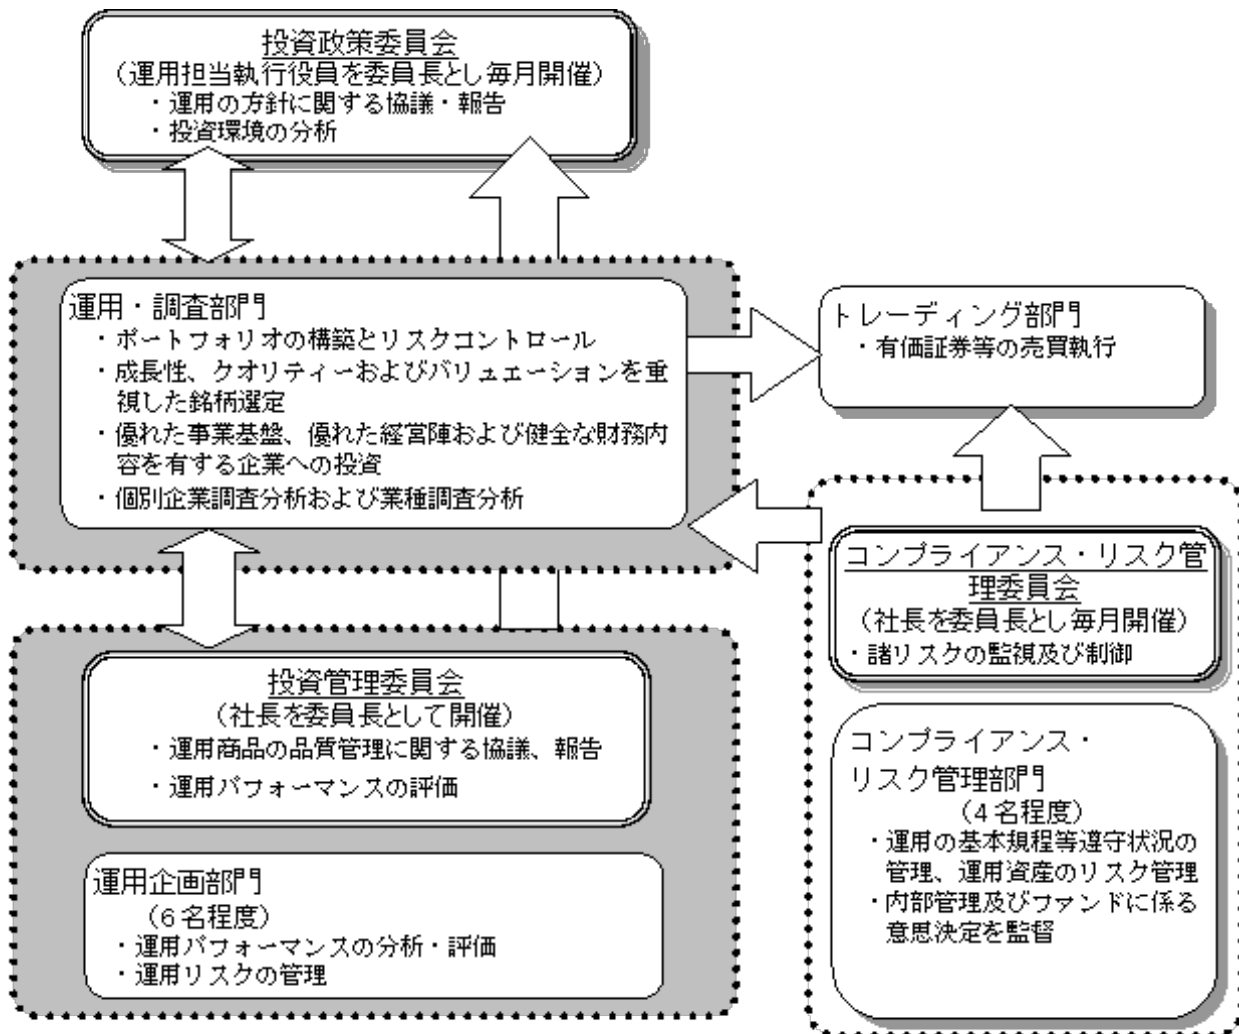 投資政策委員会
（運用担当執行役員を委員長とし毎月開催）
・運用の方針に関する協議・報告
・投資環境の分析
運用・調査部門
・ポートフォリオの構築とリスクコントロール
・成長性、クオリティーおよびバリュエーションを重
視した銘柄選定
・優れた事業基盤、優れた経営陣および健全な財務内
容を有する企業への投資
・個別企業調査分析および業種調査分析
トレーディング部門
・有価証券等の売買執行
コンプライアンス・リスク管
理委員会
（社長を委員長とし毎月開催）
・諸リスクの監視及び制御
投資管理委員会
（社長を委員長として開催）
・運用商品の品質管理に関する協議、報告
・運用パフォーマンスの評価
コンプライアンス・
リスク管理部門
（4名程度）
・運用の基本規程等遵守状況の
管理、運用資産のリスク管理
・内部管理及びファンドに係る
意思決定を監督
運用企画部門
（6名程度）
・運用パフォーマンスの分析・評価
・運用リスクの管理